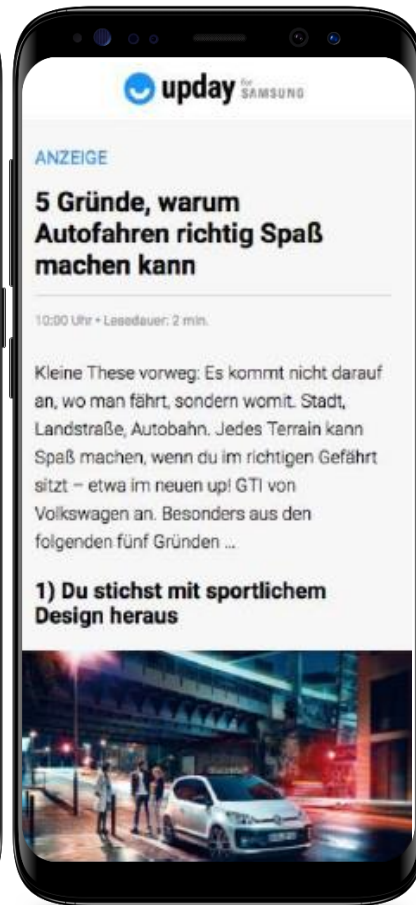 upday for SAMSUNG
ANZEIGE
5 Gründe, warum
Autofahren richtig Spaß
machen kann
10:00 Uhr • Lesedauer: 2 min.
Kleine These vorweg: Es kommt nicht darauf
an, wo man fährt, sondern womit. Stadt,
Landstraße, Autobahn. Jedes Terrain kann
Spaß machen, wenn du im richtigen Gefährt
sitzt – etwa im neuen up! GTI von
Volkswagen an. Besonders aus den
folgenden fünf Gründen ...
1) Du stichst mit sportlichem
Design heraus